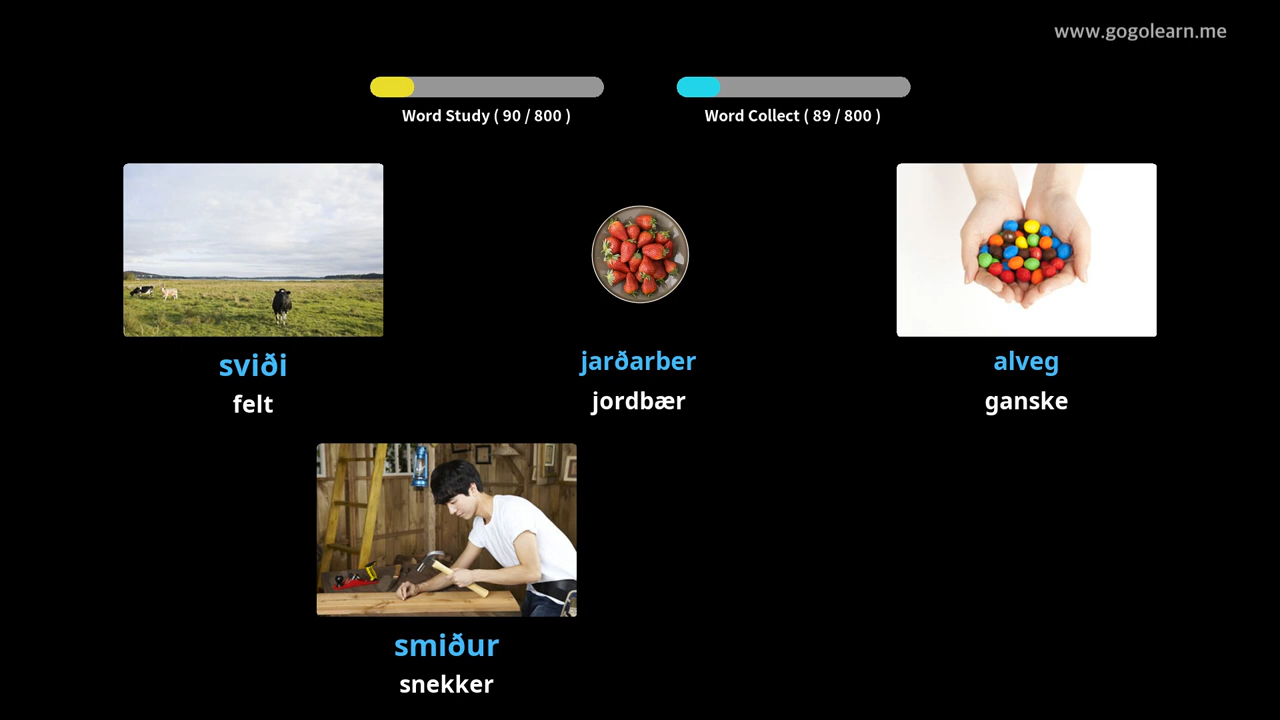 www.gogolearn.me
Word Study ( 90 / 800 )
Word Collect ( 89 / 800 )
sviði
felt
jarðarber
jordbær
alveg
ganske
smiður
snekker